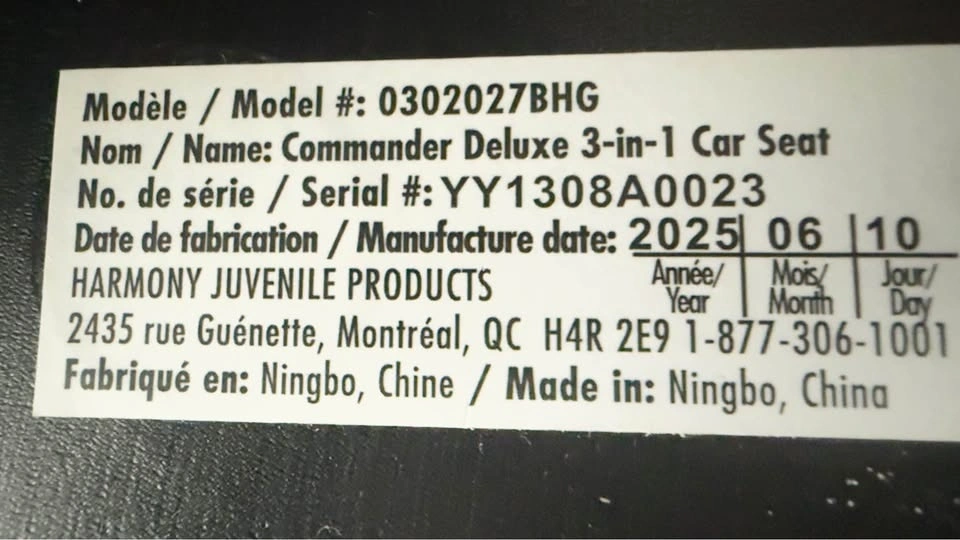 Modèle / Model #: 0302027BHG
Nom / Name: Commander Deluxe 3-in-1 Car Seat
No. de série / Serial #: YY1308A0023
Date de fabrication / Manufacture date: 2025 | 06 | 10
Année/ Year | Mois/ Month | Jour/ Day
HARMONY JUVENILE PRODUCTS
2435 rue Guénette, Montréal, QC H4R 2E9 1-877-306-1001
Fabriqué en: Ningbo, Chine / Made in: Ningbo, China